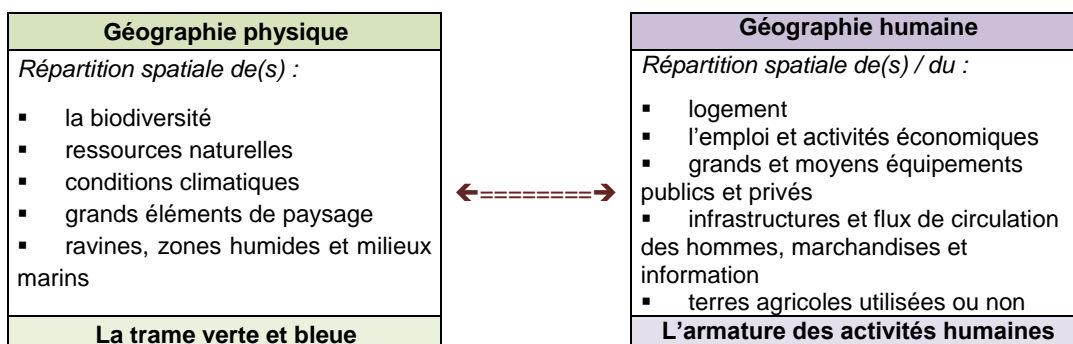 Géographie physique
Répartition spatiale de(s) :
▪ la biodiversité
▪ ressources naturelles
▪ conditions climatiques
▪ grands éléments de paysage
▪ ravines, zones humides et milieux
marins
La trame verte et bleue
←========→
Géographie humaine
Répartition spatiale de(s) / du :
▪ logement
▪ l’emploi et activités économiques
▪ grands et moyens équipements
publics et privés
▪ infrastructures et flux de circulation
des hommes, marchandises et
information
▪ terres agricoles utilisées ou non
L’armature des activités humaines